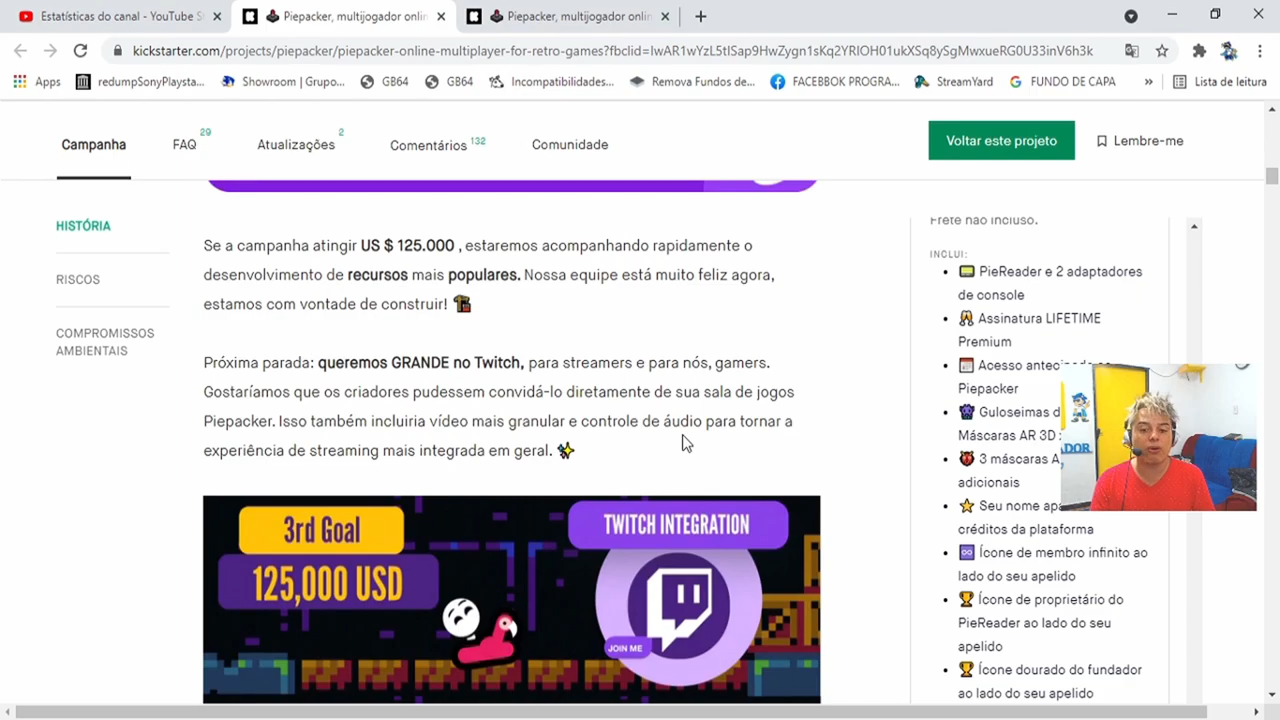 Estatísticas do canal - YouTube S
Piepacker, multijogador onlin
Piepacker, multijogador onlin
kickstarter.com/projects/piepacker/piepacker-online-multiplayer-for-retro-games?fbclid=IwAR1wYzL5tISap9HwZygn1sKq2YRIOH01ukXSq8ySgMwxueRG0U33inV6h3k
Apps
redumpSonyPlaysta...
Showroom | Grupo...
GB64
GB64
Incompatibilidades...
Remova Fundos de...
FACEBBOK PROGRA...
StreamYard
FUNDO DE CAPA
»
Lista de leitura
Campanha
FAQ 29
Atualizações 2
Comentários 132
Comunidade
Voltar este projeto
Lembre-me
HISTÓRIA
RISCOS
COMPROMISSOS
AMBIENTAIS
Se a campanha atingir US $ 125.000 , estaremos acompanhando rapidamente o
desenvolvimento de recursos mais populares. Nossa equipe está muito feliz agora,
estamos com vontade de construir!
Próxima parada: queremos GRANDE no Twitch, para streamers e para nós, gamers.
Gostaríamos que os criadores pudessem convidá-lo diretamente de sua sala de jogos
Piepacker. Isso também incluiria vídeo mais granular e controle de áudio para tornar a
experiência de streaming mais integrada em geral.
3rd Goal
125,000 USD
TWITCH INTEGRATION
JOIN ME
Frete não incluso.
INCLUI:
PieReader e 2 adaptadores
de console
Assinatura LIFETIME
Premium
Acesso
Piepacker
Guloseimas d
Máscaras AR 3D
3 máscaras A
adicionais
Seu nome apa
créditos da plataforma
Ícone de membro infinito ao
lado do seu apelido
Ícone de proprietário do
PieReader ao lado do seu
apelido
Ícone dourado do fundador
ao lado do seu apelido
ADOR